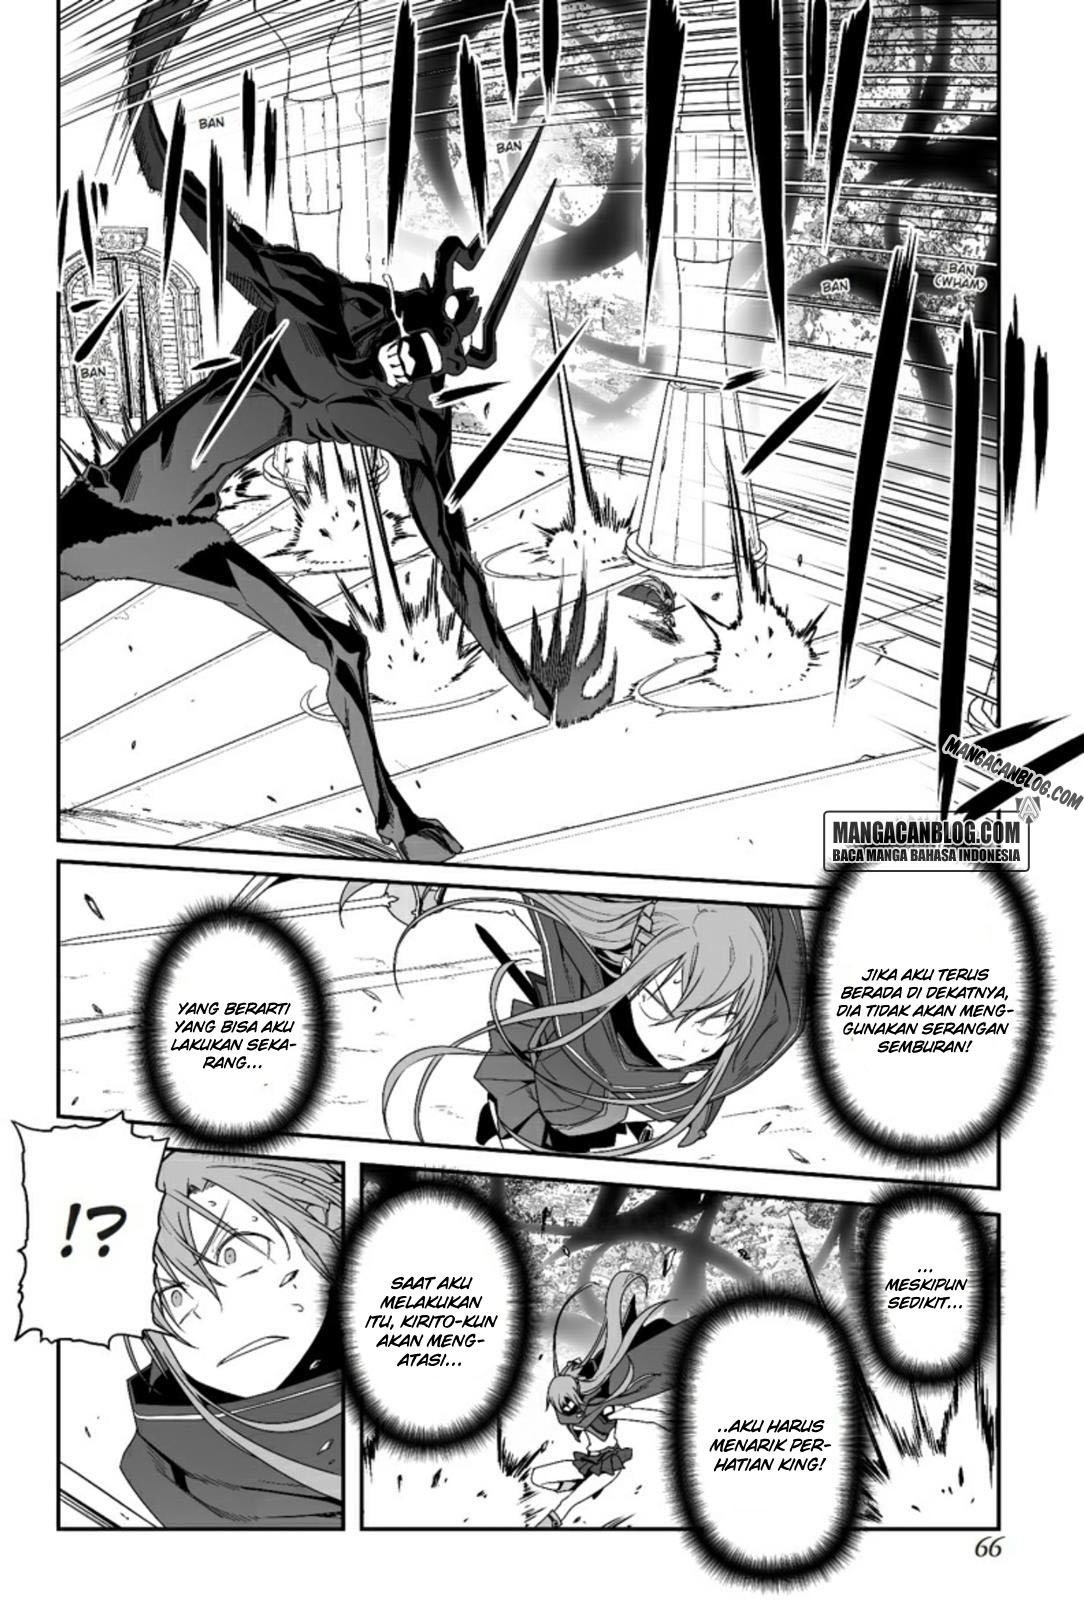 BAN
BAN
BAN
BAN
BAN
(WHAM)
MANGACANBLOG.COM
MANGACANBLOG.COM
BACA MANGA BAHASA INDONESIA
JIKA AKU TERUS
BERADA DI DEKATNYA,
DIA TIDAK AKAN MENG-
GUNAKAN SERANGAN
SEMBURAN!
YANG BERARTI
YANG BISA AKU
LAKUKAN SEKA-
RANG...
...
MESKIPUN
SEDIKIT...
..AKU HARUS
MENARIK PER-
HATIAN KING!
SAAT AKU
MELAKUKAN
ITU, KIRITO-KUN
AKAN MENG-
ATASI...
!?
66